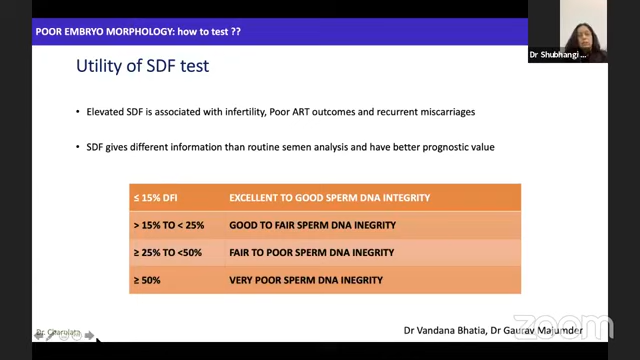 POOR EMBRYO MORPHOLOGY: how to test ??
Dr Shubhangi ...
Utility of SDF test
• Elevated SDF is associated with infertility, Poor ART outcomes and recurrent miscarriages
• SDF gives different information than routine semen analysis and have better prognostic value
≤ 15% DFI EXCELLENT TO GOOD SPERM DNA INTEGRITY
> 15% TO < 25% GOOD TO FAIR SPERM DNA INEGRITY
≥ 25% TO <50% FAIR TO POOR SPERM DNA INEGRITY
≥ 50% VERY POOR SPERM DNA INEGRITY
Dr. Charulata
Dr Vandana Bhatia, Dr Gaurav Majumder
zoom